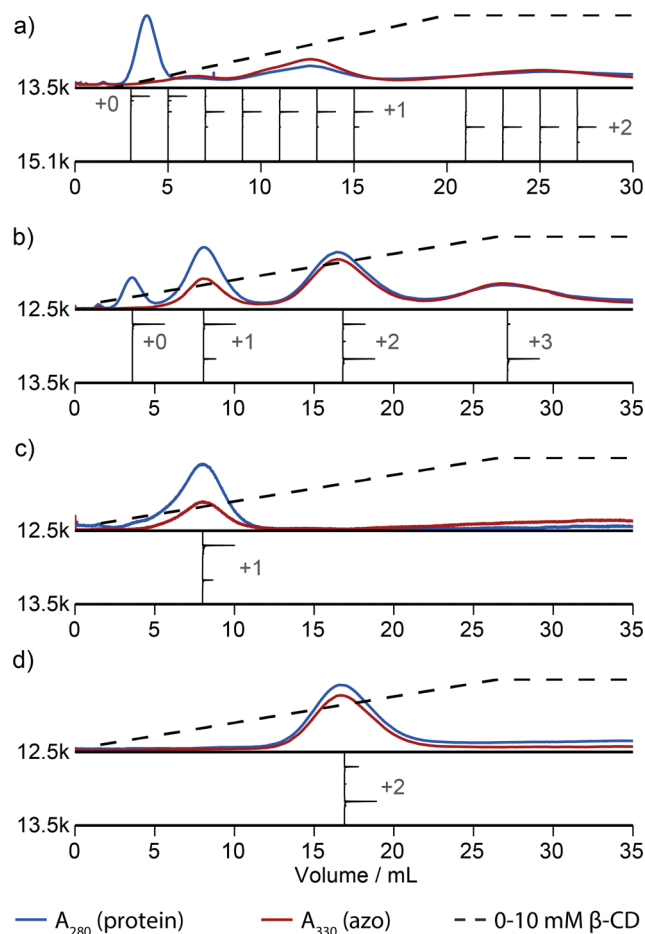 a)
13.5k
+0
+1
+2
15.1k
0 5 10 15 20 25 30
b)
12.5k
+0
+1
+2
+3
13.5k
0 5 10 15 20 25 30 35
c)
12.5k
+1
13.5k
0 5 10 15 20 25 30 35
d)
12.5k
+2
13.5k
0 5 10 15 20 25 30 35
Volume / mL
A₂₈₀ (protein) A₃₃₀ (azo) 0-10 mM β-CD